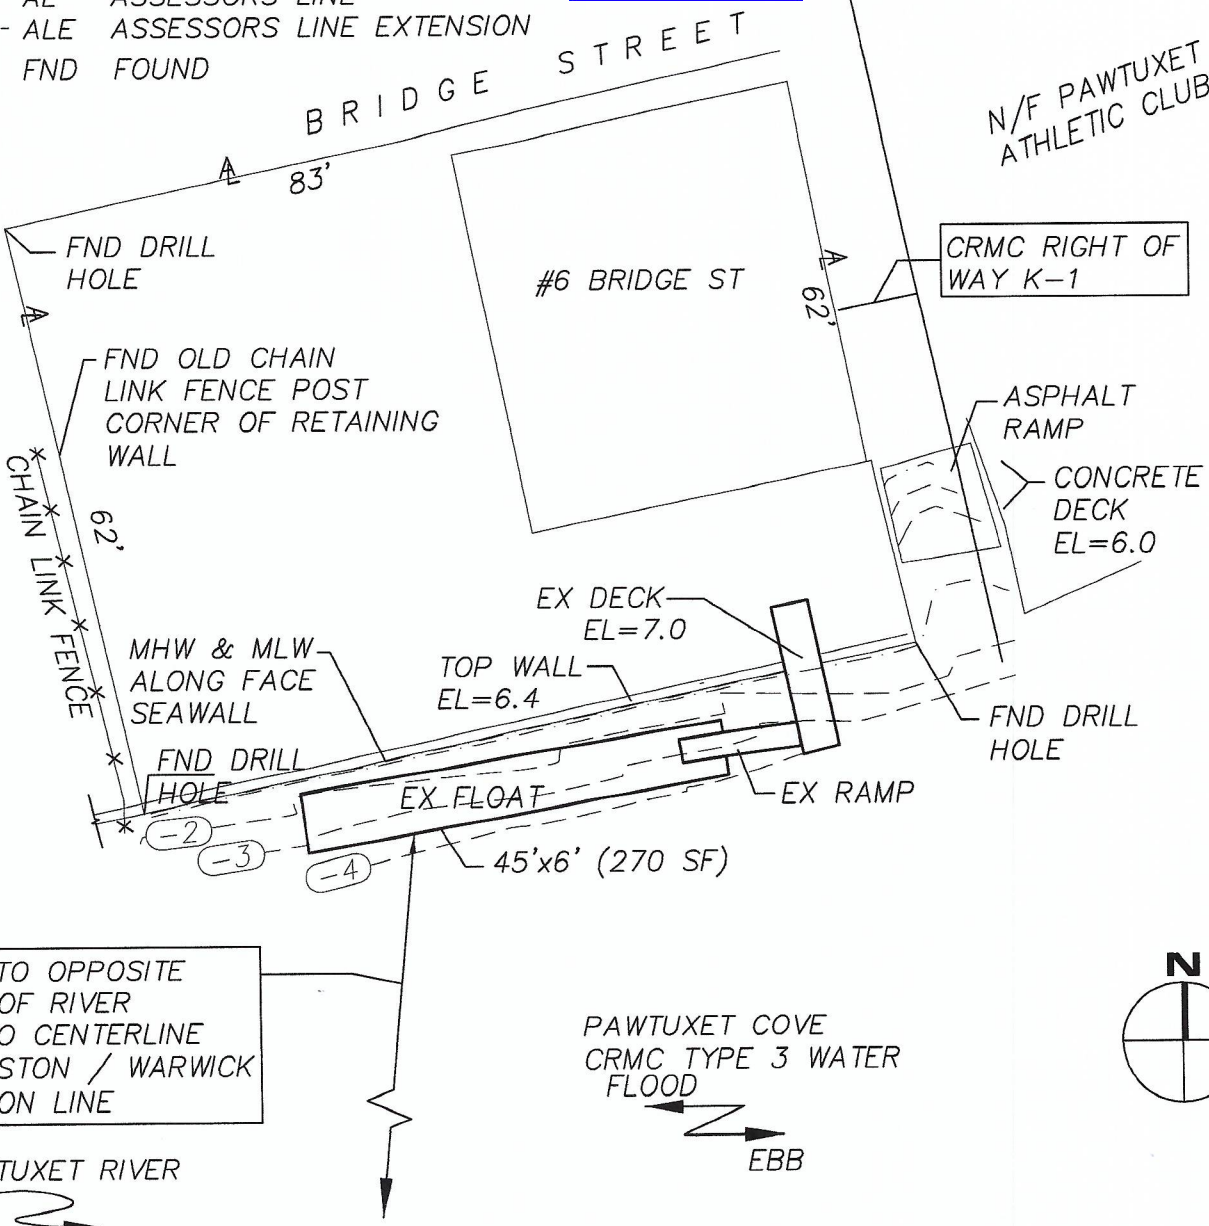 AL ASSESSORS LINE
- ALE ASSESSORS LINE EXTENSION
FND FOUND
BRIDGE STREET
N/F PAWTUXET
ATHLETIC CLUB
83'
FND DRILL
HOLE
#6 BRIDGE ST
62'
CRMC RIGHT OF
WAY K-1
FND OLD CHAIN
LINK FENCE POST
CORNER OF RETAINING
WALL
ASPHALT
RAMP
CONCRETE
DECK
EL=6.0
CHAIN LINK FENCE
62'
EX DECK
EL=7.0
MHW & MLW
ALONG FACE
SEAWALL
TOP WALL
EL=6.4
FND DRILL
HOLE
FND DRILL
HOLE
EX FLOAT
EX RAMP
-2
-3
-4
45'x6' (270 SF)
TO OPPOSITE
OF RIVER
O CENTERLINE
STON / WARWICK
ON LINE
N
PAWTUXET COVE
CRMC TYPE 3 WATER
FLOOD
EBB
TUXET RIVER